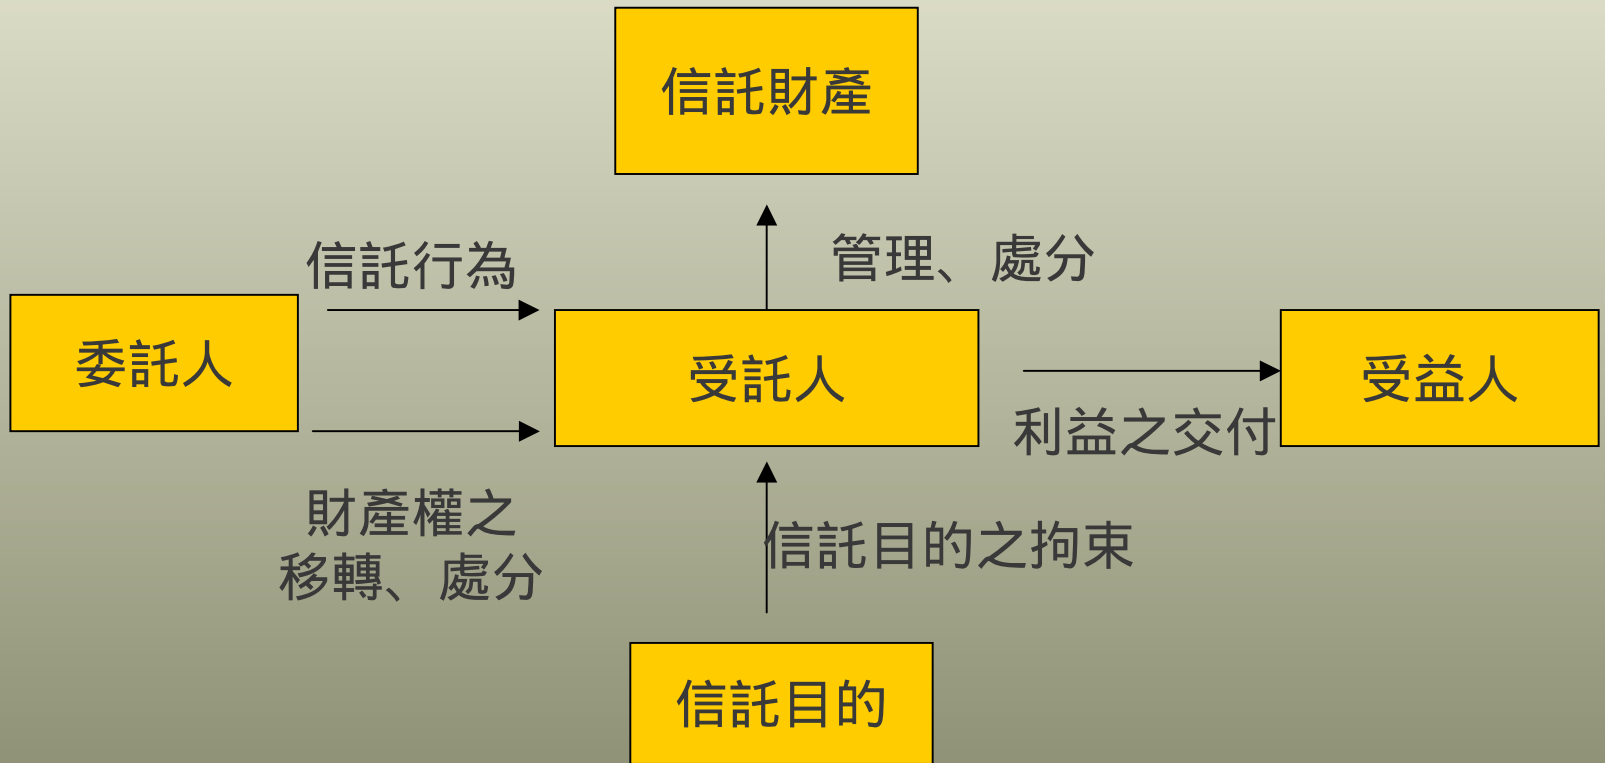 信託財產
信託行為
管理、處分
委託人
受託人
受益人
利益之交付
財產權之
移轉、處分
信託目的之拘束
信託目的